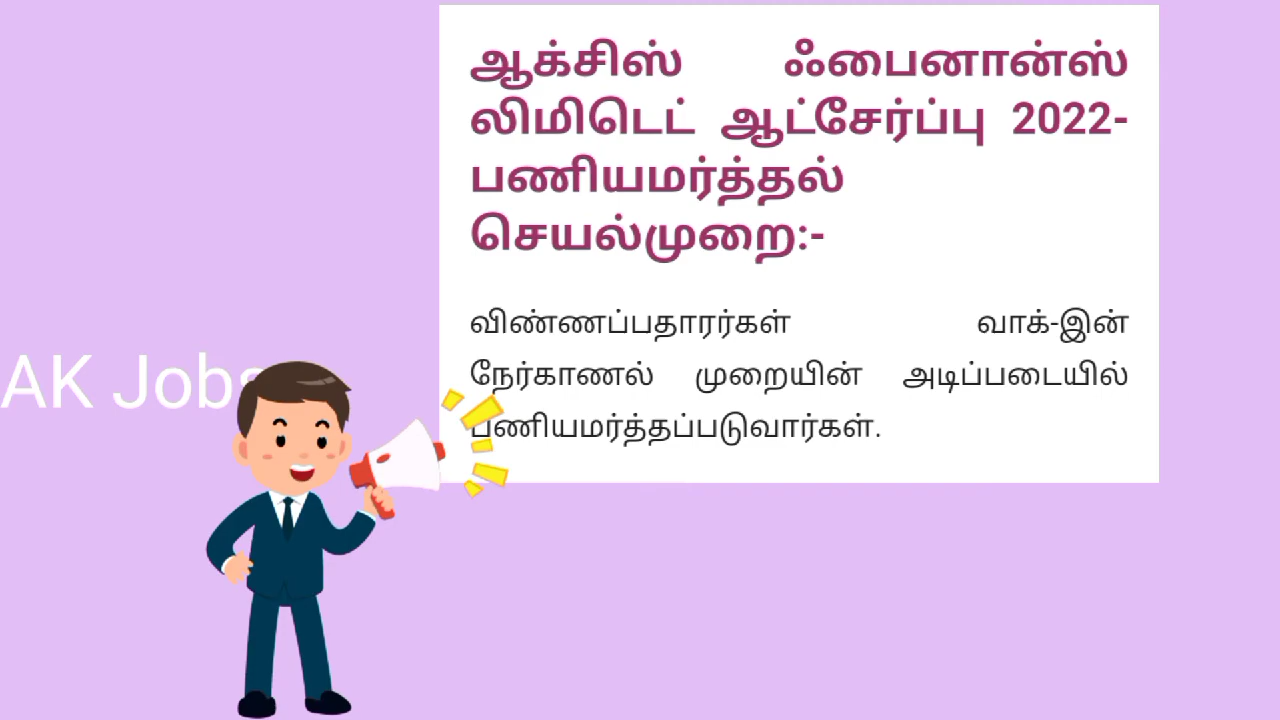 ஆக்சிஸ் ஃபைனான்ஸ்
லிமிடெட் ஆட்சேர்ப்பு 2022-
பணியமர்த்தல்
செயல்முறை:-
விண்ணப்பதாரர்கள் வாக்-இன்
நேர்காணல் முறையின் அடிப்படையில்
பணியமர்த்தப்படுவார்கள்.
AK Jobs